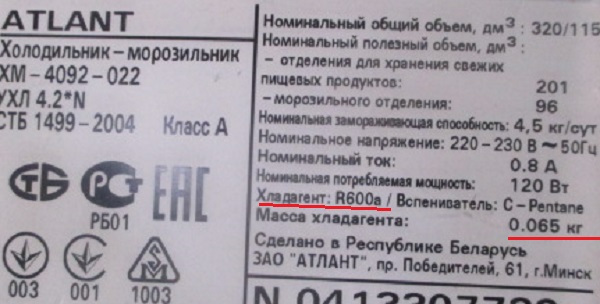 ATLANT
Холодильник – морозильник
ХМ – 4092 – 022
УХЛ 4.2*N
СТБ 1499 – 2004 Класс А
РБ01
ЕАС
003 001 1003
Номинальный общий объем, дм³ : 320/115
Номинальный полезный объем, дм³ :
– отделения для хранения свежих
пищевых продуктов: 201
– морозильного отделения: 96
Номинальная замораживающая способность: 4,5 кг/сут
Номинальное напряжение: 220 – 230 В ~ 50Гц
Номинальный ток: 0.8 А
Номинальная потребляемая мощность: 120 Вт
Хладагент: R600a / Вспениватель: C – Pentane
Масса хладагента: 0.065 кг
Сделано в Республике Беларусь
ЗАО "АТЛАНТ", пр. Победителей, 61, г.Минск